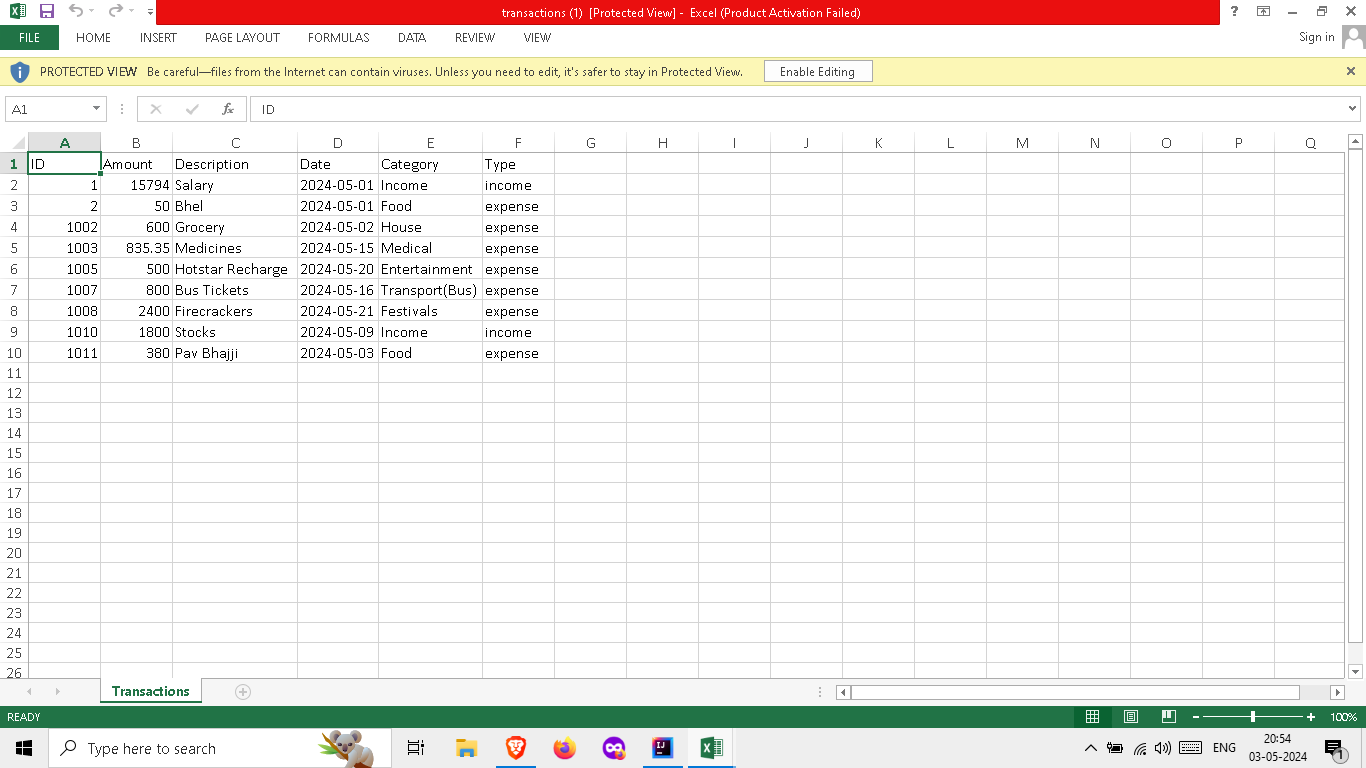 transactions (1) [Protected View] - Excel (Product Activation Failed)
FILE HOME INSERT PAGE LAYOUT FORMULAS DATA REVIEW VIEW Sign in
PROTECTED VIEW Be careful—files from the Internet can contain viruses. Unless you need to edit, it's safer to stay in Protected View. Enable Editing
A1 fx ID
A B C D E F G H I J K L M N O P Q
1 ID Amount Description Date Category Type
2 1 15794 Salary 2024-05-01 Income income
3 2 50 Bhel 2024-05-01 Food expense
4 1002 600 Grocery 2024-05-02 House expense
5 1003 835.35 Medicines 2024-05-15 Medical expense
6 1005 500 Hotstar Recharge 2024-05-20 Entertainment expense
7 1007 800 Bus Tickets 2024-05-16 Transport(Bus) expense
8 1008 2400 Firecrackers 2024-05-21 Festivals expense
9 1010 1800 Stocks 2024-05-09 Income income
10 1011 380 Pav Bhajji 2024-05-03 Food expense
11
12
13
14
15
16
17
18
19
20
21
22
23
24
25
26
Transactions
READY 100%
Type here to search ENG 20:54
03-05-2024 1